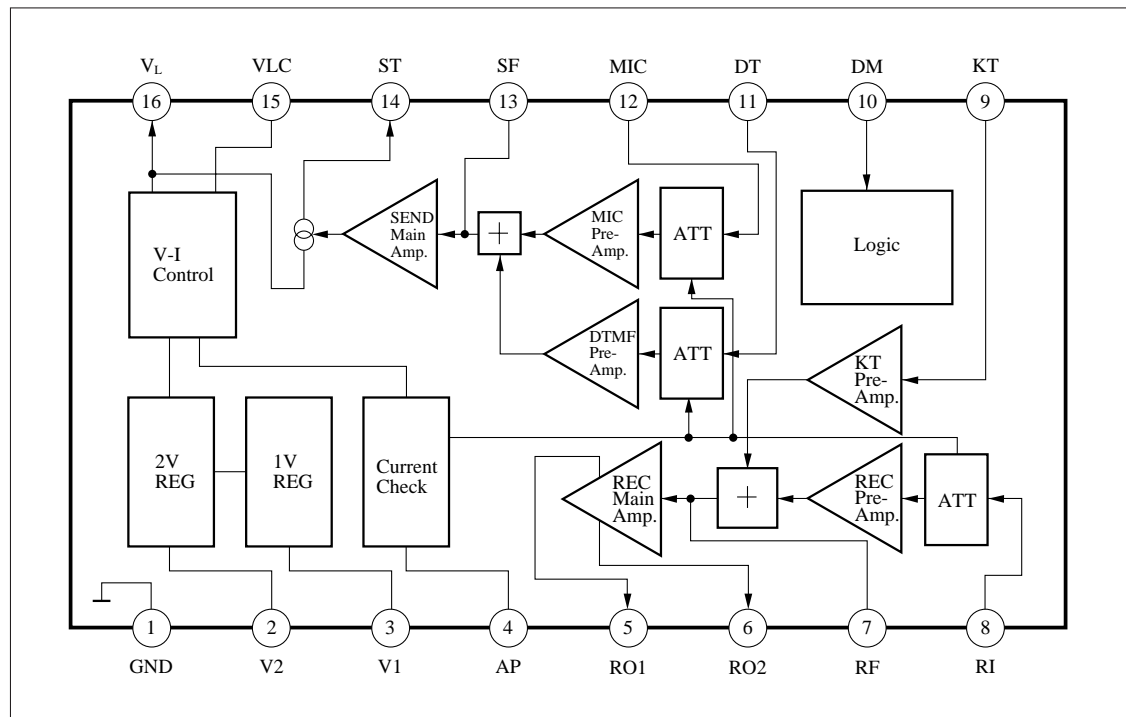 VL VLC ST SF MIC DT DM KT
16 15 14 13 12 11 10 9
SEND
Main
Amp.
+
MIC
Pre-
Amp.
ATT
Logic
V-I
Control
DTMF
Pre-
Amp.
ATT
KT
Pre-
Amp.
2V
REG
1V
REG
Current
Check
REC
Main
Amp.
+
REC
Pre-
Amp.
ATT
1 2 3 4 5 6 7 8
GND V2 V1 AP RO1 RO2 RF RI